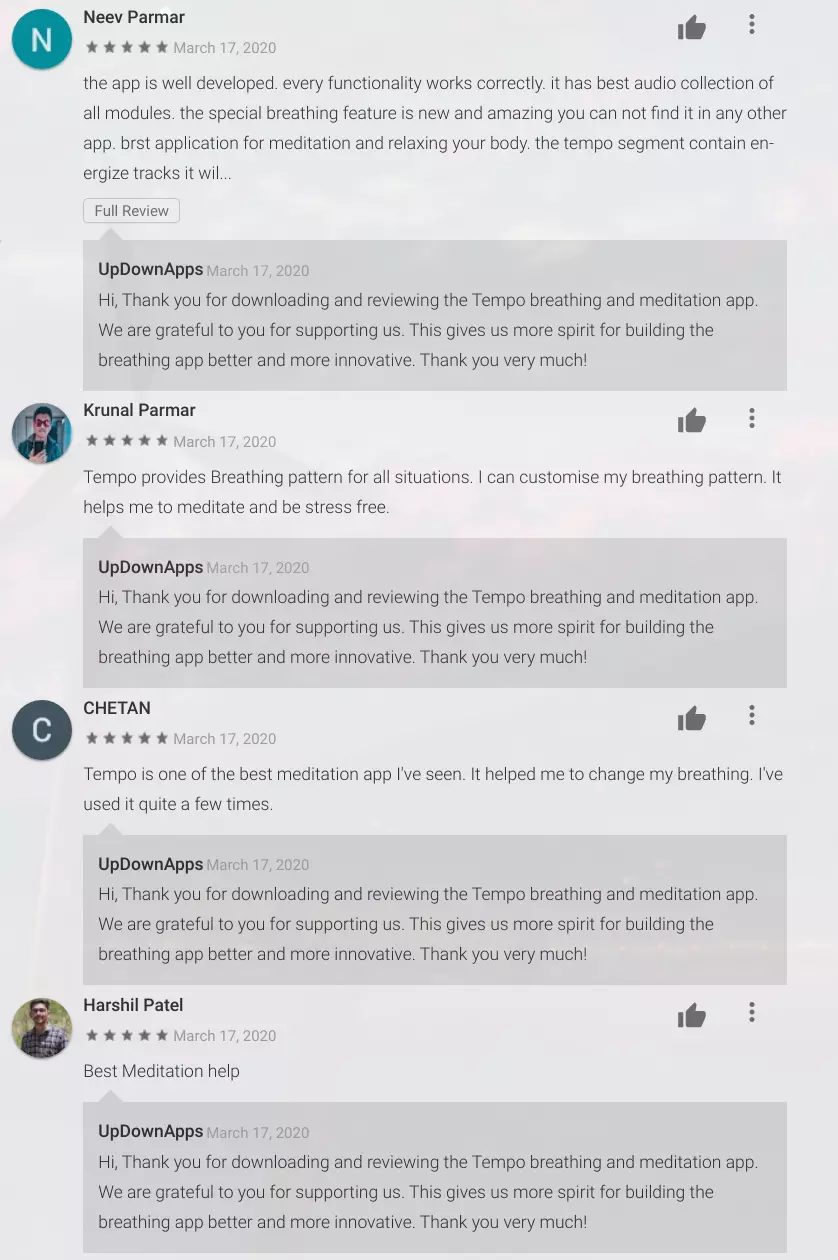 N
Neev Parmar
March 17, 2020
the app is well developed. every functionality works correctly. it has best audio collection of
all modules. the special breathing feature is new and amazing you can not find it in any other
app. brst application for meditation and relaxing your body. the tempo segment contain en-
ergize tracks it wil...
Full Review
UpDownApps March 17, 2020
Hi, Thank you for downloading and reviewing the Tempo breathing and meditation app.
We are grateful to you for supporting us. This gives us more spirit for building the
breathing app better and more innovative. Thank you very much!
Krunal Parmar
March 17, 2020
Tempo provides Breathing pattern for all situations. I can customise my breathing pattern. It
helps me to meditate and be stress free.
UpDownApps March 17, 2020
Hi, Thank you for downloading and reviewing the Tempo breathing and meditation app.
We are grateful to you for supporting us. This gives us more spirit for building the
breathing app better and more innovative. Thank you very much!
C
CHETAN
March 17, 2020
Tempo is one of the best meditation app I've seen. It helped me to change my breathing. I've
used it quite a few times.
UpDownApps March 17, 2020
Hi, Thank you for downloading and reviewing the Tempo breathing and meditation app.
We are grateful to you for supporting us. This gives us more spirit for building the
breathing app better and more innovative. Thank you very much!
Harshil Patel
March 17, 2020
Best Meditation help
UpDownApps March 17, 2020
Hi, Thank you for downloading and reviewing the Tempo breathing and meditation app.
We are grateful to you for supporting us. This gives us more spirit for building the
breathing app better and more innovative. Thank you very much!